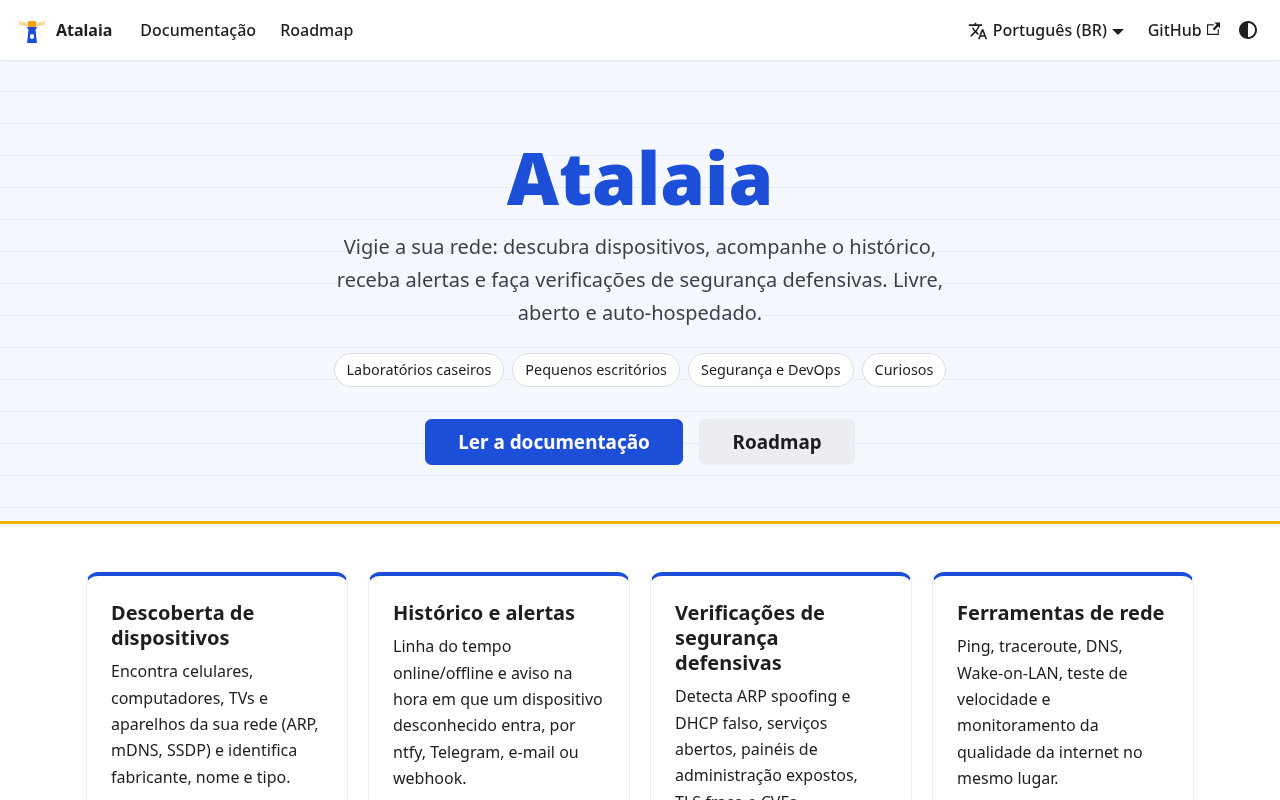 Atalaia
Documentação
Roadmap
Português (BR)
GitHub
Atalaia
Vigie a sua rede: descubra dispositivos, acompanhe o histórico,
receba alertas e faça verificações de segurança defensivas. Livre,
aberto e auto-hospedado.
Laboratórios caseiros
Pequenos escritórios
Segurança e DevOps
Curiosos
Ler a documentação
Roadmap
Descoberta de
dispositivos
Encontra celulares,
computadores, TVs e
aparelhos da sua rede (ARP,
mDNS, SSDP) e identifica
fabricante, nome e tipo.
Histórico e alertas
Linha do tempo
online/offline e aviso na
hora em que um dispositivo
desconhecido entra, por
ntfy, Telegram, e-mail ou
webhook.
Verificações de
segurança
defensivas
Detecta ARP spoofing e
DHCP falso, serviços
abertos, painéis de
administração expostos,
TLS fraco e CVEs
Ferramentas de rede
Ping, traceroute, DNS,
Wake-on-LAN, teste de
velocidade e
monitoramento da
qualidade da internet no
mesmo lugar.